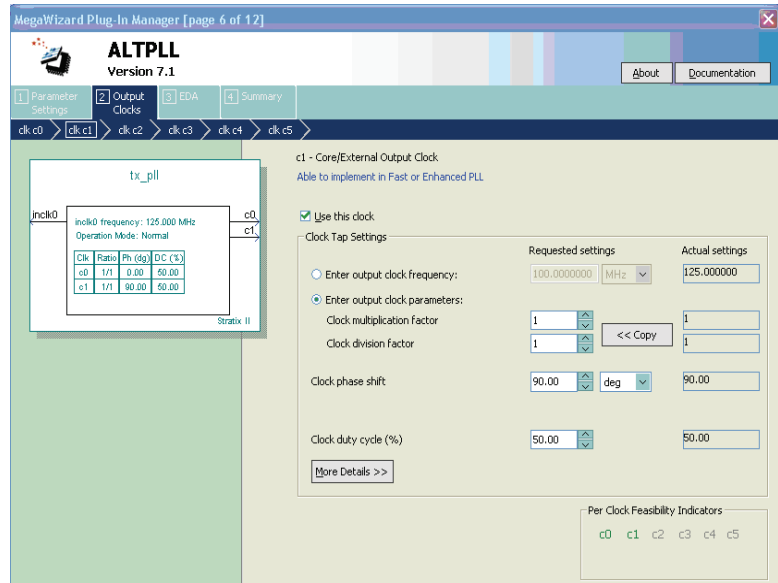 MegaWizard Plug-In Manager [page 6 of 12]
ALTPLL
Version 7.1
About
Documentation
1 Parameter Settings
2 Output Clocks
3 EDA
4 Summary
clk c0
clk c1
clk c2
clk c3
clk c4
clk c5
tx_pll
inclk0
inclk0 frequency: 125.000 MHz
Operation Mode: Normal
Clk Ratio Ph (dg) DC (%)
c0 1/1 0.00 50.00
c1 1/1 90.00 50.00
c0
c1
Stratix II
c1 - Core/External Output Clock
Able to implement in Fast or Enhanced PLL
Use this clock
Clock Tap Settings
Requested settings
Actual settings
Enter output clock frequency:
100.0000000
MHz
125.000000
Enter output clock parameters:
Clock multiplication factor
1
<< Copy
1
Clock division factor
1
1
Clock phase shift
90.00
deg
90.00
Clock duty cycle (%)
50.00
50.00
More Details >>
Per Clock Feasibility Indicators
c0 c1 c2 c3 c4 c5